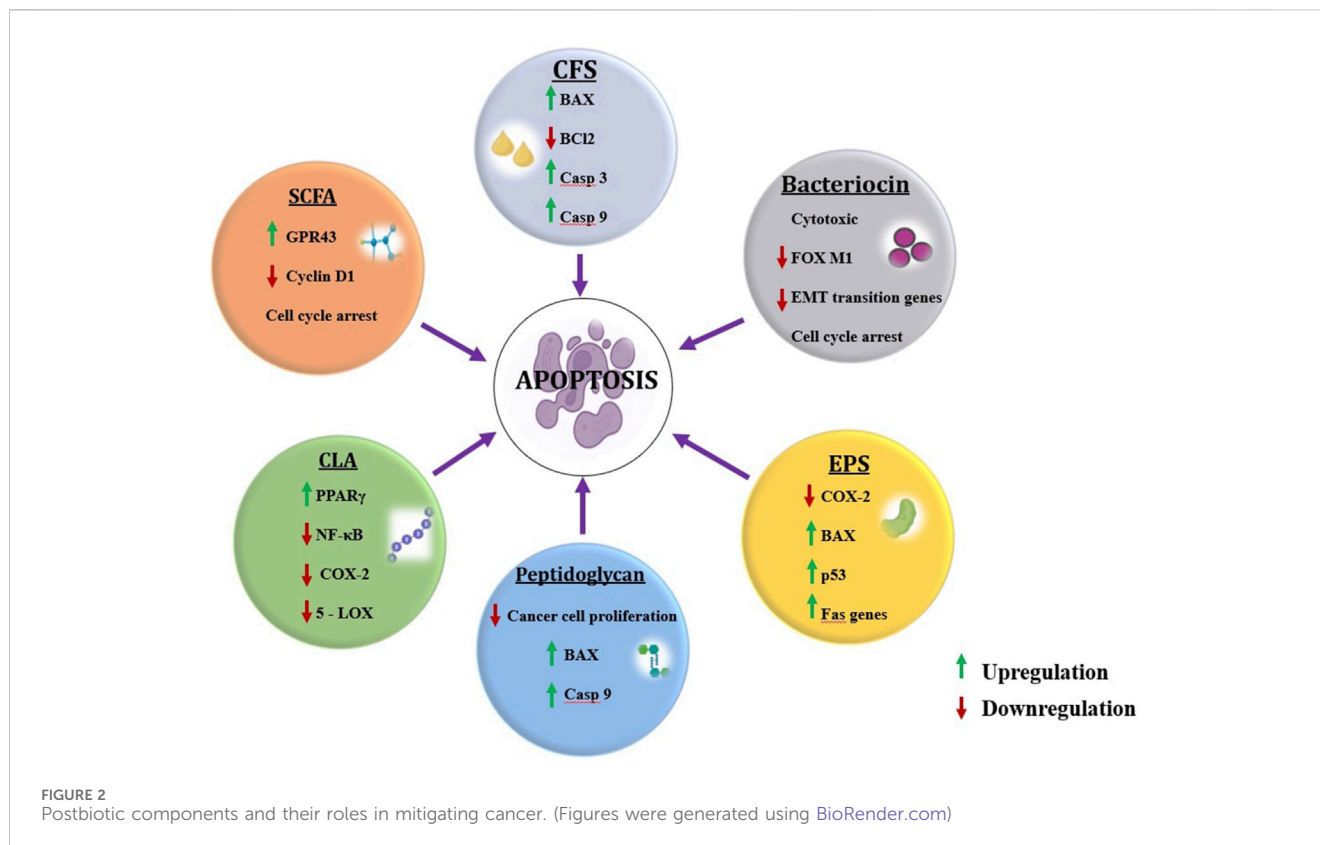 CFS
BAX
BCl2
Casp 3
Casp 9
SCFA
GPR43
Cyclin D1
Cell cycle arrest
Bacteriocin
Cytotoxic
FOX M1
EMT transition genes
Cell cycle arrest
APOPTOSIS
CLA
PPARγ
NF-κB
COX-2
5 - LOX
Peptidoglycan
Cancer cell proliferation
BAX
Casp 9
EPS
COX-2
BAX
p53
Fas genes
Upregulation
Downregulation
FIGURE 2
Postbiotic components and their roles in mitigating cancer. (Figures were generated using BioRender.com)